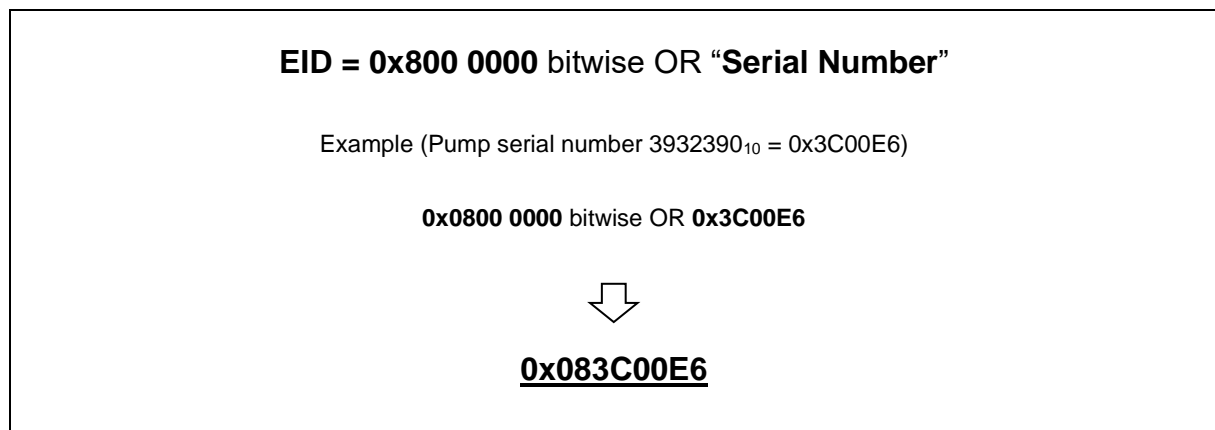 EID = 0x800 0000 bitwise OR “Serial Number”
Example (Pump serial number 3932390₁₀ = 0x3C00E6)
0x0800 0000 bitwise OR 0x3C00E6
0x083C00E6